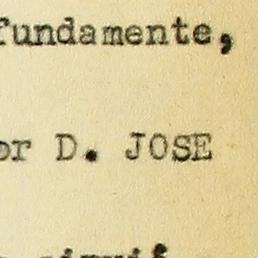 fundamente,
or D. JOSE